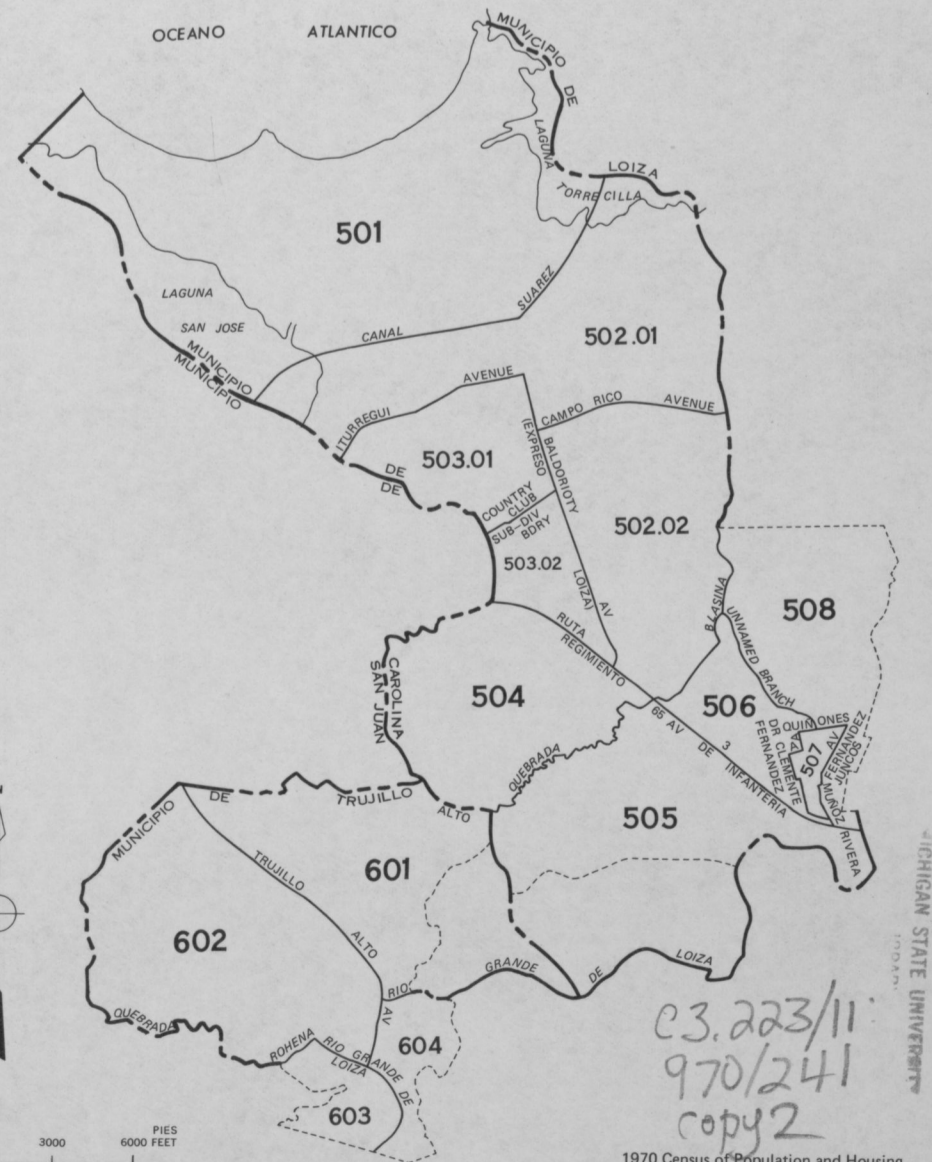 OCEANO ATLANTICO
MUNICIPIO DE LOIZA
LAGUNA TORRECILLA
501
LAGUNA SAN JOSE
CANAL SUAREZ
MUNICIPIO DE
MUNICIPIO DE
502.01
ITURREGUI AVENUE
CAMPO RICO AVENUE
503.01
(EXPRESO
BALDORIOTY
LOIZA) AV
COUNTRY CLUB
SUB-DIV BDRY
502.02
503.02
BLASINA
UNNAMED BRANCH
508
RUTA
REGIMIENTO
65 AV DE INFANTERIA
3
CAROLINA
SAN JUAN
504
506
QUINONES
DR CLEMENTE
FERNANDEZ
507
AV FERNANDEZ
JUNCOS
MUÑOZ RIVERA
QUEBRADA
505
MUNICIPIO DE TRUJILLO ALTO
TRUJILLO ALTO AV
601
602
RIO GRANDE DE LOIZA
QUEBRADA ROHENA
RIO GRANDE DE
LOIZA
604
603
C3.223/11:
970/241
copy 2
MICHIGAN STATE UNIVERSITY
PIES
3000 6000 FEET
1970 Census of Population and Housing